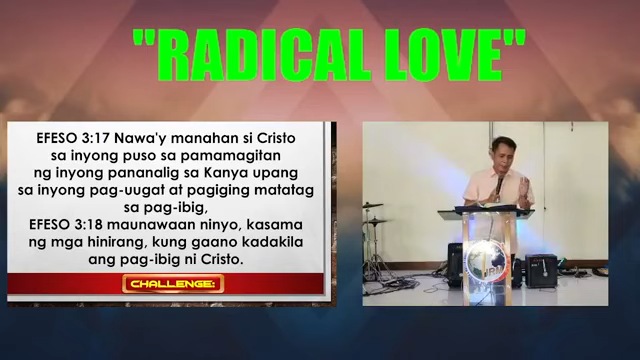 "RADICAL LOVE"
EFESO 3:17 Nawa'y manahan si Cristo
sa inyong puso sa pamamagitan
ng inyong pananalig sa Kanya upang
sa inyong pag-uugat at pagiging matatag
sa pag-ibig,
EFESO 3:18 maunawaan ninyo, kasama
ng mga hinirang, kung gaano kadakila
ang pag-ibig ni Cristo.
CHALLENGE: